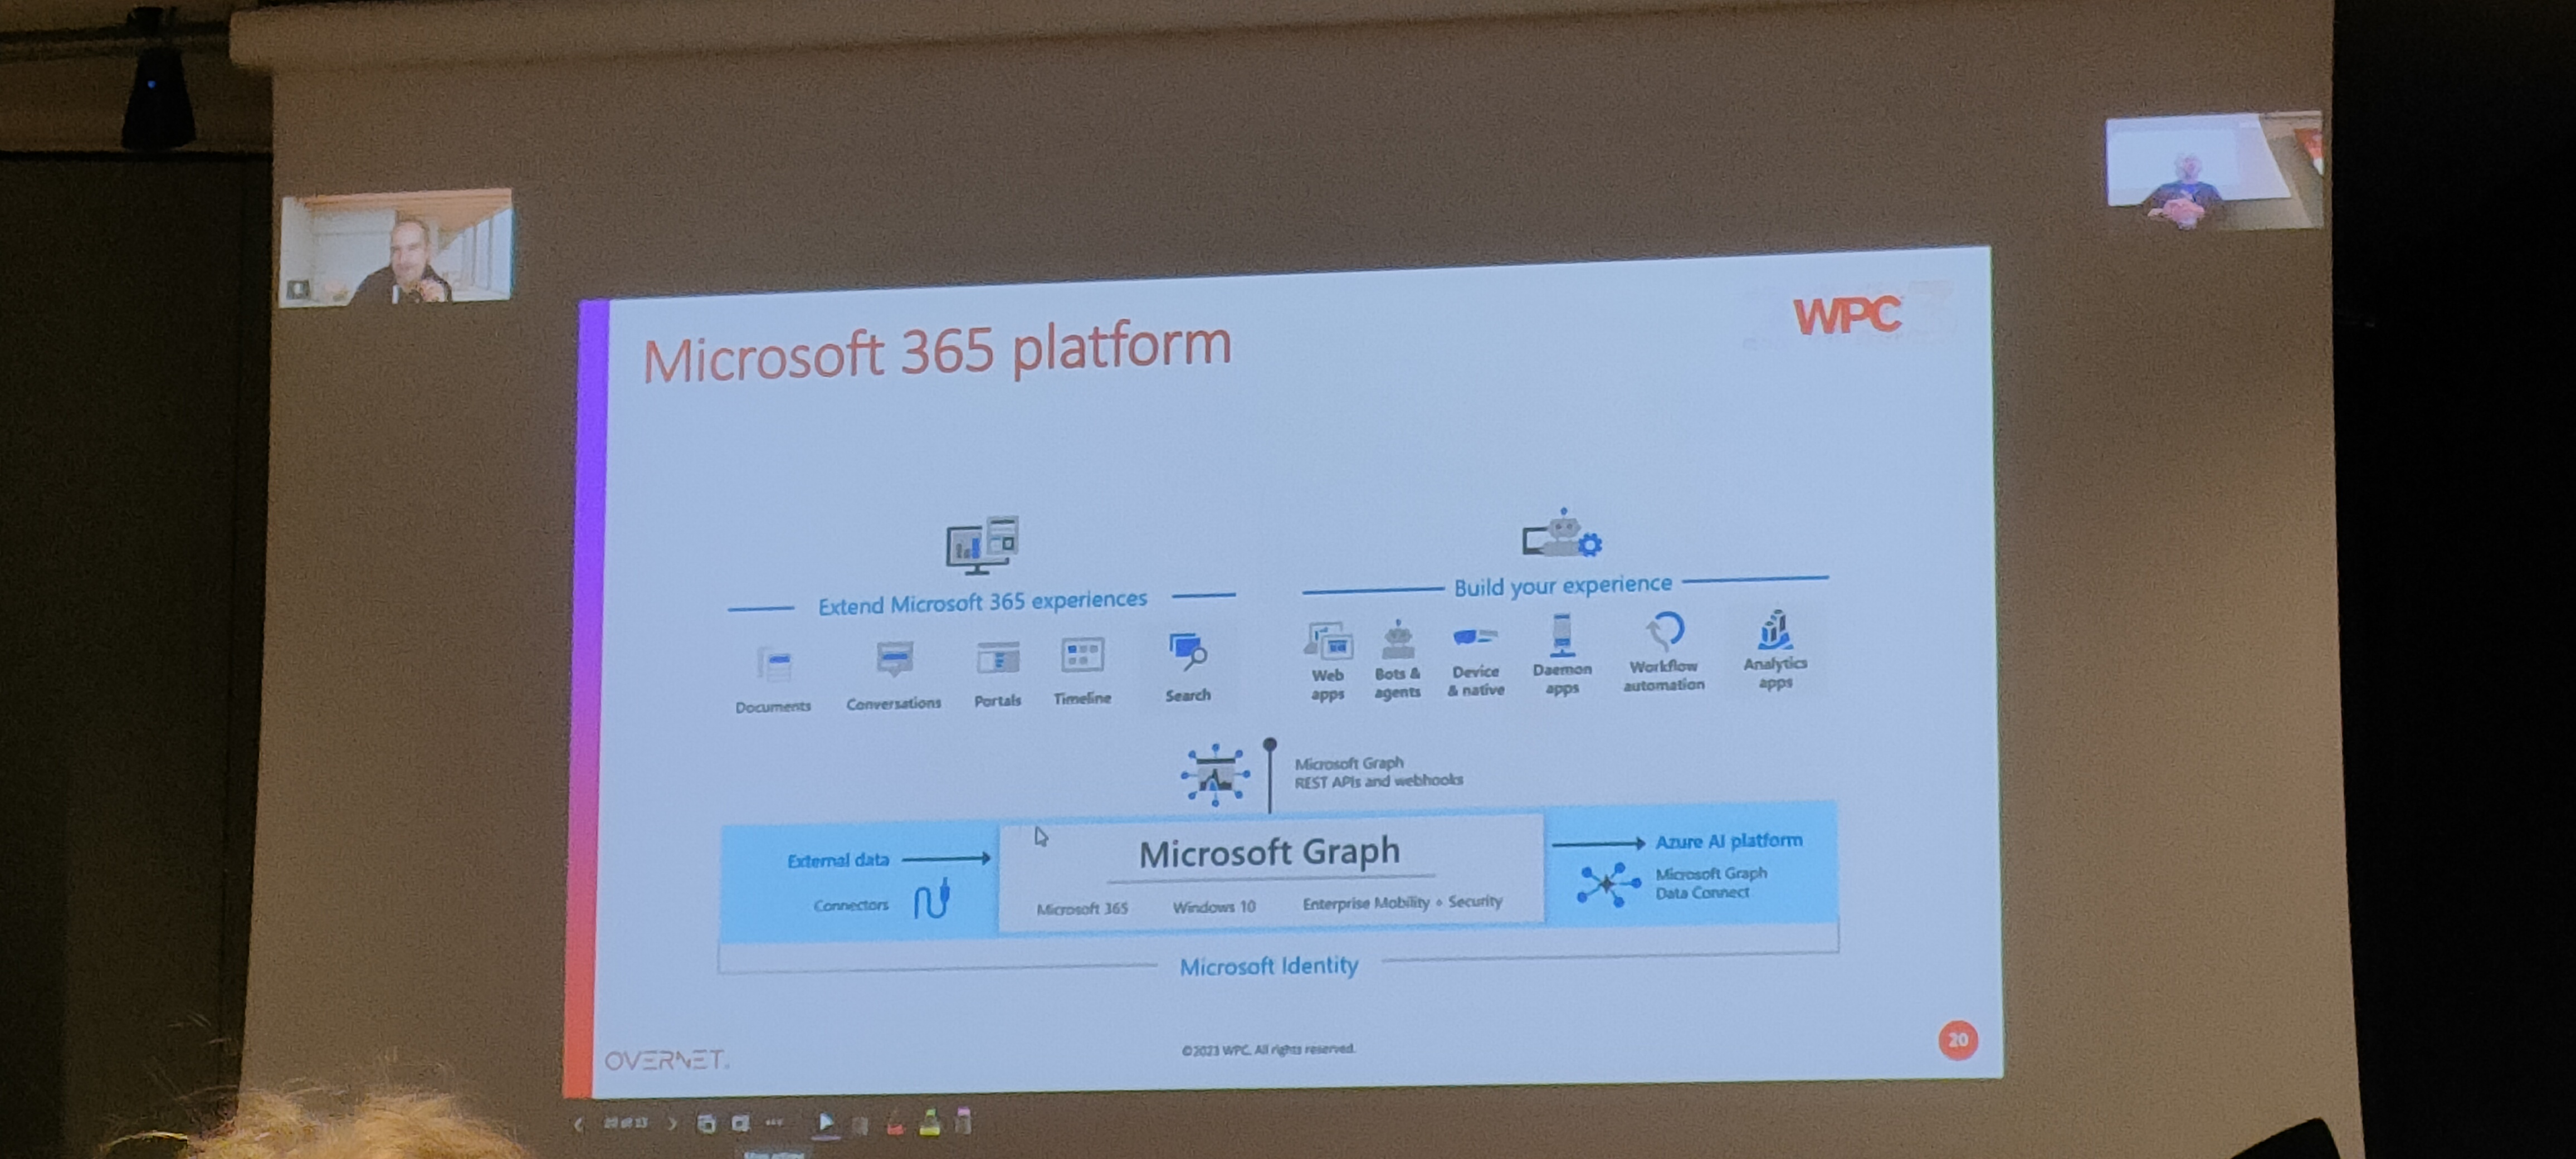 WPC
Microsoft 365 platform
Extend Microsoft 365 experiences
Build your experience
Documents
Conversations
Portals
Timeline
Search
Web
apps
Bots &
agents
Device
& native
Daemon
apps
Workflow
automation
Analytics
apps
Microsoft Graph
REST APIs and webhooks
External data
Connectors
Microsoft Graph
Microsoft 365
Windows 10
Enterprise Mobility + Security
Azure AI platform
Microsoft Graph
Data Connect
Microsoft Identity
OVERNET.
©2023 WPC. All rights reserved.
20